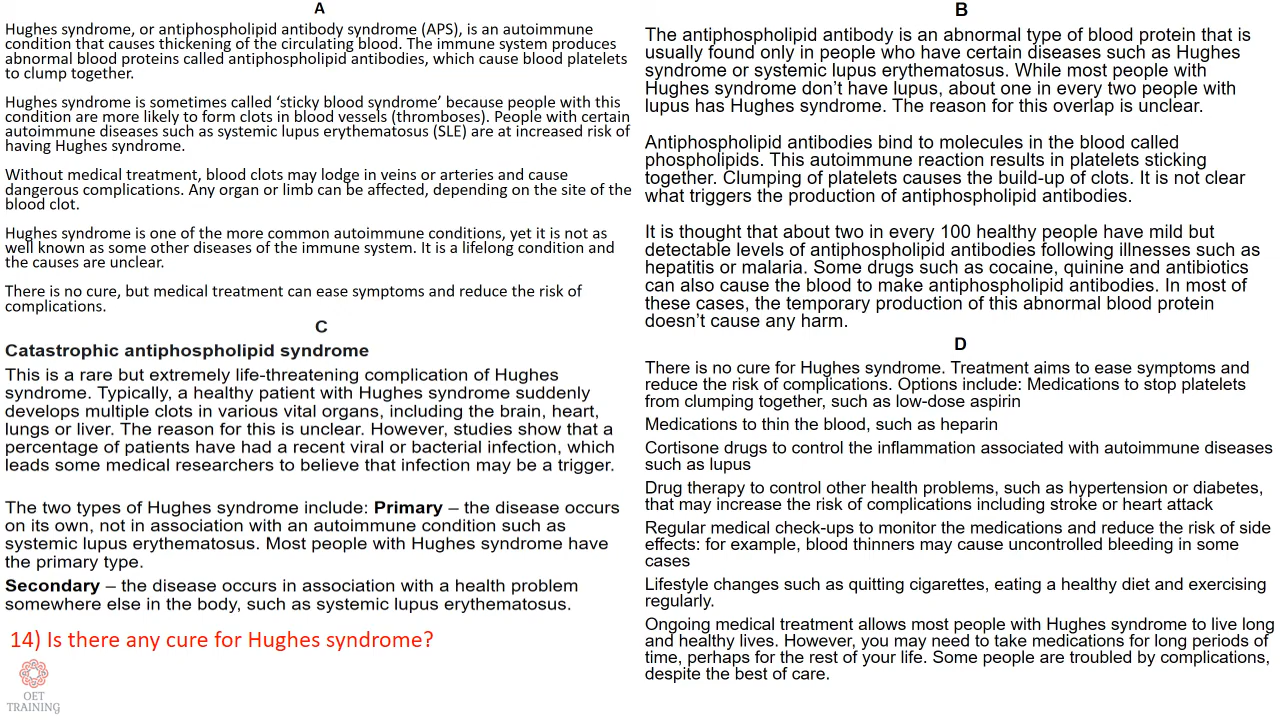 A
Hughes syndrome, or antiphospholipid antibody syndrome (APS), is an autoimmune
condition that causes thickening of the circulating blood. The immune system produces
abnormal blood proteins called antiphospholipid antibodies, which cause blood platelets
to clump together.
Hughes syndrome is sometimes called ‘sticky blood syndrome’ because people with this
condition are more likely to form clots in blood vessels (thromboses). People with certain
autoimmune diseases such as systemic lupus erythematosus (SLE) are at increased risk of
having Hughes syndrome.
Without medical treatment, blood clots may lodge in veins or arteries and cause
dangerous complications. Any organ or limb can be affected, depending on the site of the
blood clot.
Hughes syndrome is one of the more common autoimmune conditions, yet it is not as
well known as some other diseases of the immune system. It is a lifelong condition and
the causes are unclear.
There is no cure, but medical treatment can ease symptoms and reduce the risk of
complications.
B
The antiphospholipid antibody is an abnormal type of blood protein that is
usually found only in people who have certain diseases such as Hughes
syndrome or systemic lupus erythematosus. While most people with
Hughes syndrome don’t have lupus, about one in every two people with
lupus has Hughes syndrome. The reason for this overlap is unclear.
Antiphospholipid antibodies bind to molecules in the blood called
phospholipids. This autoimmune reaction results in platelets sticking
together. Clumping of platelets causes the build-up of clots. It is not clear
what triggers the production of antiphospholipid antibodies.
It is thought that about two in every 100 healthy people have mild but
detectable levels of antiphospholipid antibodies following illnesses such as
hepatitis or malaria. Some drugs such as cocaine, quinine and antibiotics
can also cause the blood to make antiphospholipid antibodies. In most of
these cases, the temporary production of this abnormal blood protein
doesn’t cause any harm.
C
Catastrophic antiphospholipid syndrome
This is a rare but extremely life-threatening complication of Hughes
syndrome. Typically, a healthy patient with Hughes syndrome suddenly
develops multiple clots in various vital organs, including the brain, heart,
lungs or liver. The reason for this is unclear. However, studies show that a
percentage of patients have had a recent viral or bacterial infection, which
leads some medical researchers to believe that infection may be a trigger.
The two types of Hughes syndrome include: Primary – the disease occurs
on its own, not in association with an autoimmune condition such as
systemic lupus erythematosus. Most people with Hughes syndrome have
the primary type.
Secondary – the disease occurs in association with a health problem
somewhere else in the body, such as systemic lupus erythematosus.
14) Is there any cure for Hughes syndrome?
OET
TRAINING
D
There is no cure for Hughes syndrome. Treatment aims to ease symptoms and
reduce the risk of complications. Options include: Medications to stop platelets
from clumping together, such as low-dose aspirin
Medications to thin the blood, such as heparin
Cortisone drugs to control the inflammation associated with autoimmune diseases
such as lupus
Drug therapy to control other health problems, such as hypertension or diabetes,
that may increase the risk of complications including stroke or heart attack
Regular medical check-ups to monitor the medications and reduce the risk of side
effects: for example, blood thinners may cause uncontrolled bleeding in some
cases
Lifestyle changes such as quitting cigarettes, eating a healthy diet and exercising
regularly.
Ongoing medical treatment allows most people with Hughes syndrome to live long
and healthy lives. However, you may need to take medications for long periods of
time, perhaps for the rest of your life. Some people are troubled by complications,
despite the best of care.